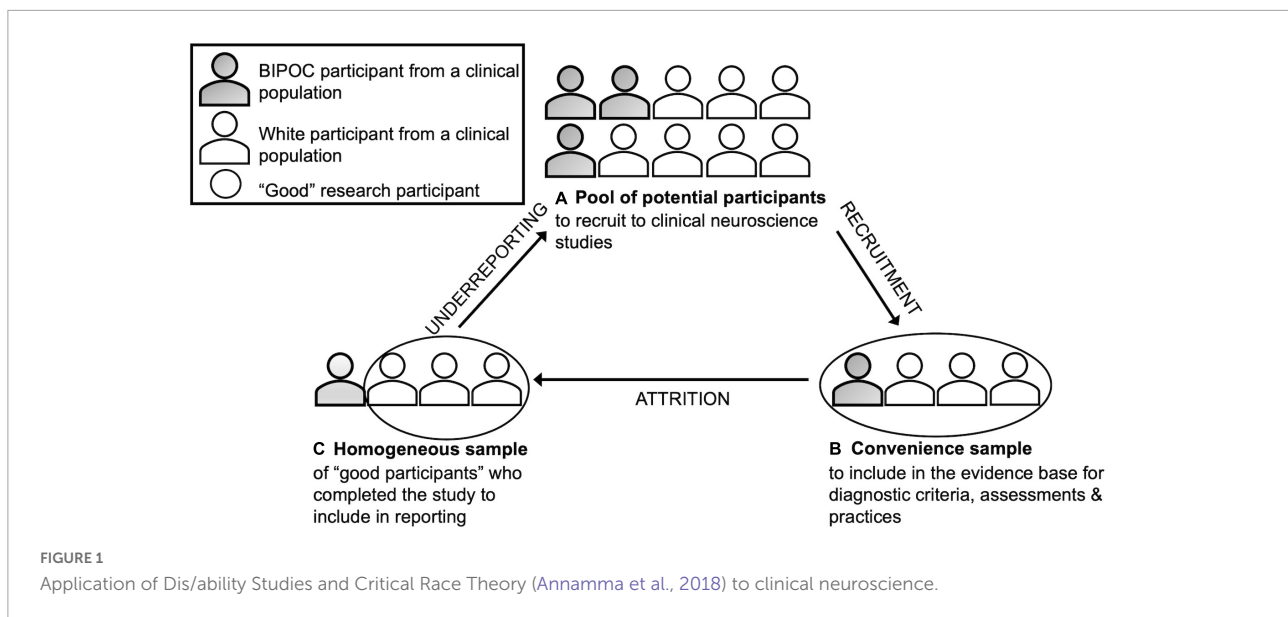 BIPOC participant from a clinical
population
White participant from a clinical
population
“Good” research participant
A Pool of potential participants
to recruit to clinical neuroscience
studies
UNDERREPORTING
RECRUITMENT
ATTRITION
C Homogeneous sample
of “good participants” who
completed the study to
include in reporting
B Convenience sample
to include in the evidence base for
diagnostic criteria, assessments &
practices
FIGURE 1
Application of Dis/ability Studies and Critical Race Theory (Annamma et al., 2018) to clinical neuroscience.